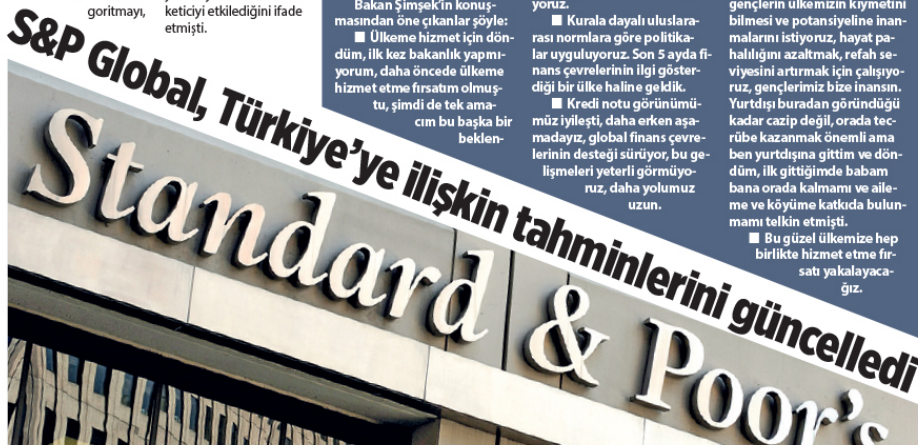 goritmayı,
keticiyi etkilediğini ifade
etmişti.
Bakan Şimşek'in konuş-
masından öne çıkanlar şöyle:
■ Ülkeme hizmet için dön-
düm, ilk kez bakanlık yapmı-
yorum, daha öncede ülkeme
hizmet etme fırsatım olmuş-
tu, şimdi de tek ama-
cım bu başka bir
beklen-
yoruz.
■ Kurala dayalı uluslara-
rası normlara göre politika-
lar uyguluyoruz. Son 5 ayda fi-
nans çevrelerinin ilgi göster-
diği bir ülke haline geldik.
■ Kredi notu görünümü-
müz iyileşti, daha erken aşa-
madayız, global finans çevre-
lerinin desteği sürüyor, bu ge-
lişmeleri yeterli görmüyo-
ruz, daha yolumuz
uzun.
gençlerin ülkemizin kıymetini
bilmesi ve potansiyeline inan-
malarını istiyoruz, hayat pa-
halılığını azaltmak, refah se-
viyesini artırmak için çalışıyo-
ruz, gençlerimiz bize inansın.
Yurtdışı buradan göründüğü
kadar cazip değil, orada tec-
rübe kazanmak önemli ama
ben yurtdışına gittim ve dön-
düm, ilk gittiğimde babam
bana orada kalmamı ve aile-
me ve köyüme katkıda bulun-
mamı telkin etmişti.
■ Bu güzel ülkemize hep
birlikte hizmet etme fır-
satı yakalayaca-
ğız.
S&P Global, Türkiye'ye ilişkin tahminlerini güncelledi
Standard & Poor's